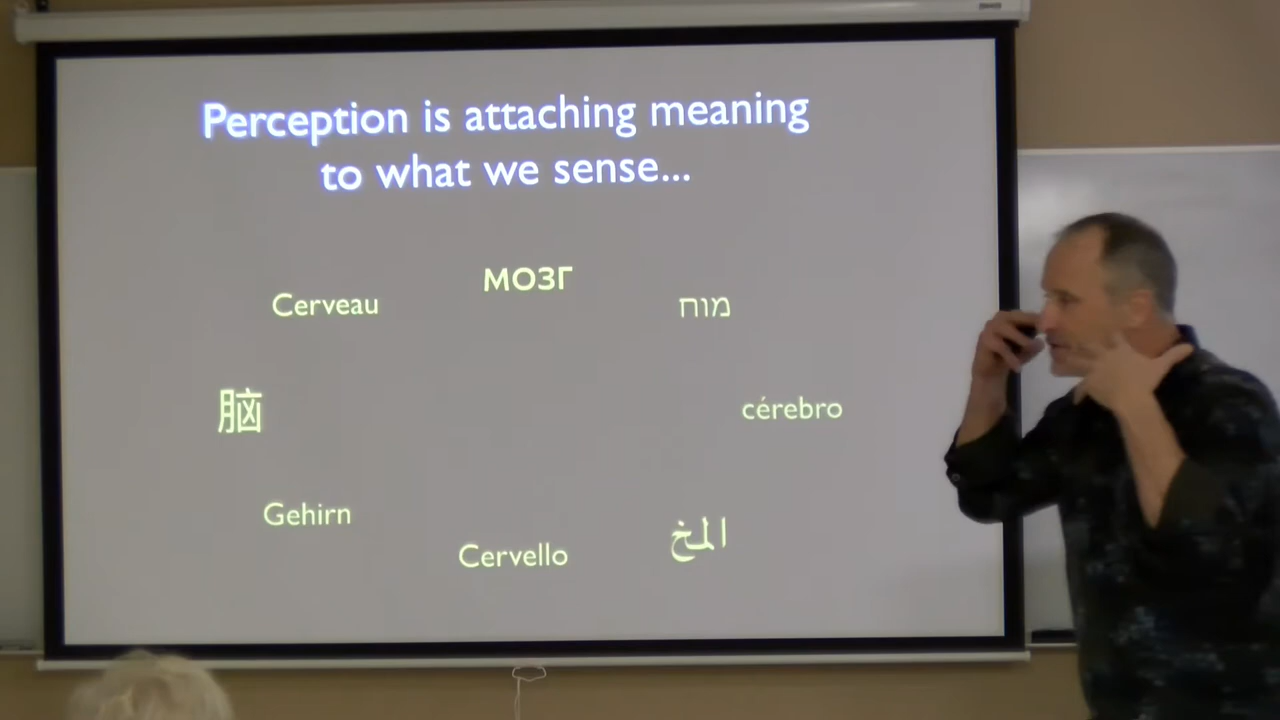 Perception is attaching meaning
to what we sense...
мозг
Cerveau
מוח
脑
cérebro
Gehirn
Cervello
المخ